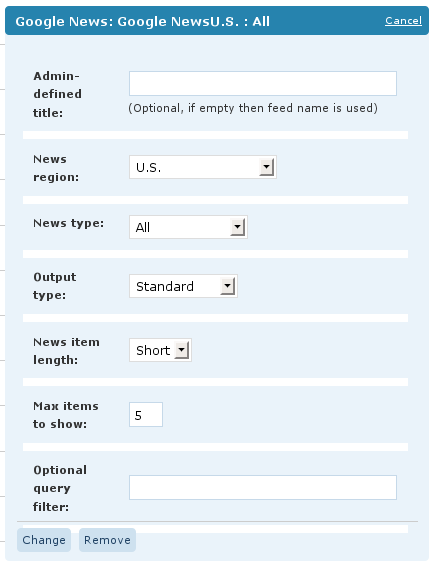 Google News: Google NewsU.S. : All
Cancel
Admin-
defined
title:
(Optional, if empty then feed name is used)
News
region:
U.S.
News type:
All
Output
type:
Standard
News item
length:
Short
Max items
to show:
5
Optional
query
filter:
Change
Remove